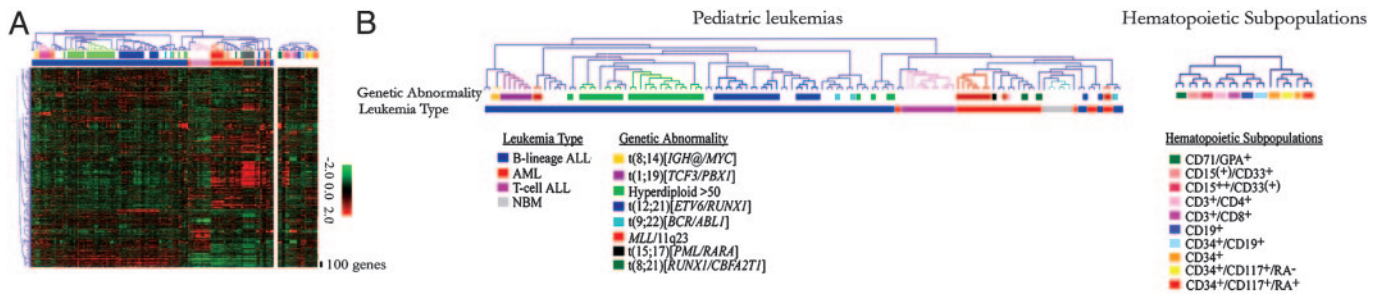 A
-2.0 0.0 2.0
100 genes
B
Pediatric leukemias
Hematopoietic Subpopulations
Genetic Abnormality
Leukemia Type
Leukemia Type
B-lineage ALL
AML
T-cell ALL
NBM
Genetic Abnormality
t(8;14)[IGH@/MYC]
t(1;19)[TCF3/PBX1]
Hyperdiploid >50
t(12;21)[ETV6/RUNX1]
t(9;22)[BCR/ABL1]
MLL/11q23
t(15;17)[PML/RARA]
t(8;21)[RUNX1/CBFA2T1]
Hematopoietic Subpopulations
CD71/GPA+
CD15(+)/CD33+
CD15++/CD33(+)
CD3+/CD4+
CD3+/CD8+
CD19+
CD34+/CD19+
CD34+
CD34+/CD117+/RA-
CD34+/CD117+/RA+